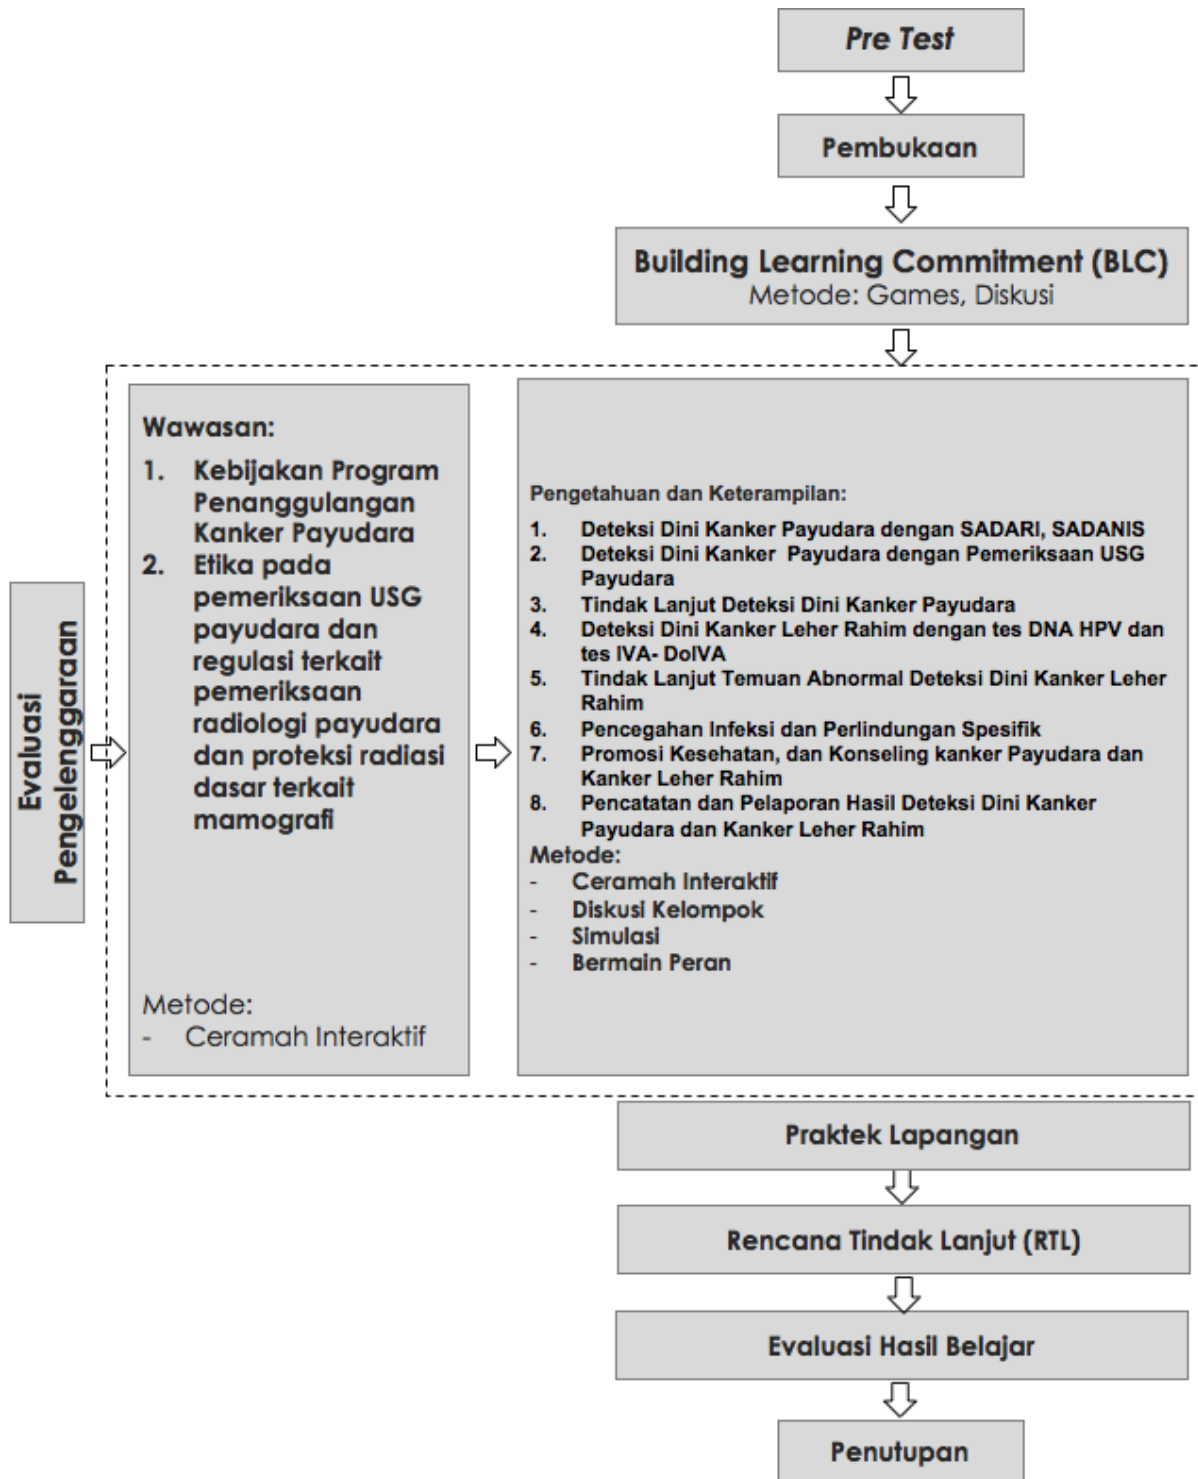 Pre Test
Pembukaan
Building Learning Commitment (BLC)
Metode: Games, Diskusi
Evaluasi
Pengelenggaraan
Wawasan:
1. Kebijakan Program
Penanggulangan
Kanker Payudara
2. Etika pada
pemeriksaan USG
payudara dan
regulasi terkait
pemeriksaan
radiologi payudara
dan proteksi radiasi
dasar terkait
mamografi
Metode:
- Ceramah Interaktif
Pengetahuan dan Keterampilan:
1. Deteksi Dini Kanker Payudara dengan SADARI, SADANIS
2. Deteksi Dini Kanker Payudara dengan Pemeriksaan USG
Payudara
3. Tindak Lanjut Deteksi Dini Kanker Payudara
4. Deteksi Dini Kanker Leher Rahim dengan tes DNA HPV dan
tes IVA- DoIVA
5. Tindak Lanjut Temuan Abnormal Deteksi Dini Kanker Leher
Rahim
6. Pencegahan Infeksi dan Perlindungan Spesifik
7. Promosi Kesehatan, dan Konseling kanker Payudara dan
Kanker Leher Rahim
8. Pencatatan dan Pelaporan Hasil Deteksi Dini Kanker
Payudara dan Kanker Leher Rahim
Metode:
- Ceramah Interaktif
- Diskusi Kelompok
- Simulasi
- Bermain Peran
Praktek Lapangan
Rencana Tindak Lanjut (RTL)
Evaluasi Hasil Belajar
Penutupan